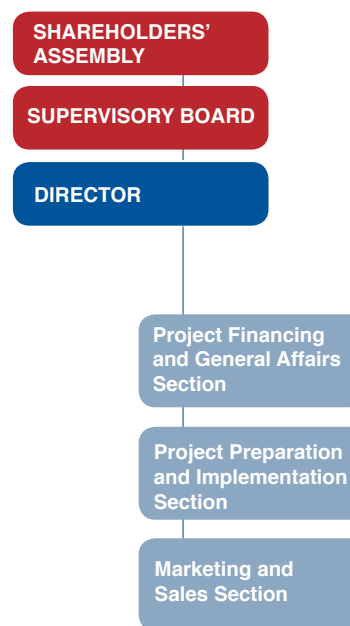 SHAREHOLDERS’
ASSEMBLY
SUPERVISORY BOARD
DIRECTOR
Project Financing
and General Affairs
Section
Project Preparation
and Implementation
Section
Marketing and
Sales Section